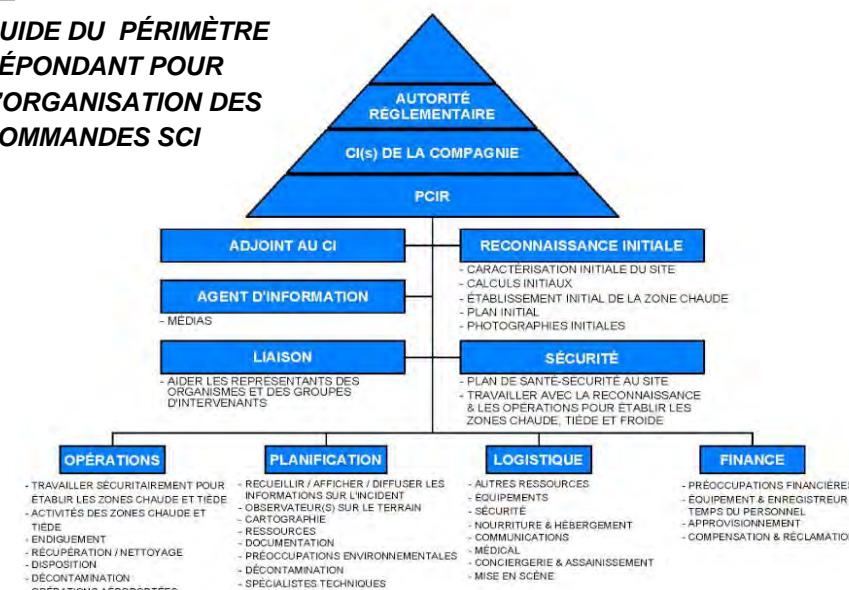 UIDE DU PÉRIMÈTRE
ÉPONDANT POUR
'ORGANISATION DES
OMMANDES SCI
AUTORITÉ
RÉGLEMENTAIRE
CI(s) DE LA COMPAGNIE
PCIR
ADJOINT AU CI
RECONNAISSANCE INITIALE
- CARACTÉRISATION INITIALE DU SITE
- CALCULS INITIAUX
- ÉTABLISSEMENT INITIAL DE LA ZONE CHAUDE
- PLAN INITIAL
- PHOTOGRAPHIES INITIALES
AGENT D'INFORMATION
- MÉDIAS
LIAISON
- AIDER LES REPRÉSENTANTS DES
ORGANISMES ET DES GROUPES
D'INTERVENANTS
SÉCURITÉ
- PLAN DE SANTÉ-SÉCURITÉ AU SITE
- TRAVAILLER AVEC LA RECONNAISSANCE
& LES OPÉRATIONS POUR ÉTABLIR LES
ZONES CHAUDE, TIÈDE ET FROIDE
OPÉRATIONS
- TRAVAILLER SÉCURITAIREMENT POUR
ÉTABLIR LES ZONES CHAUDE ET TIÈDE
- ACTIVITÉS DES ZONES CHAUDE ET
TIÈDE
- ENDIGUEMENT
- RÉCUPÉRATION / NETTOYAGE
- DISPOSITION
- DÉCONTAMINATION
- OPÉRATIONS AÉROPORTÉES
PLANIFICATION
- RECUEILLIR / AFFICHER / DIFFUSER LES
INFORMATIONS SUR L'INCIDENT
- OBSERVATEUR(S) SUR LE TERRAIN
- CARTOGRAPHIE
- RESSOURCES
- DOCUMENTATION
- PRÉOCCUPATIONS ENVIRONNEMENTALES
- DÉCONTAMINATION
- SPÉCIALISTES TECHNIQUES
LOGISTIQUE
- AUTRES RESSOURCES
- ÉQUIPEMENTS
- SÉCURITÉ
- NOURRITURE & HÉBERGEMENT
- COMMUNICATIONS
- MÉDICAL
- CONCIERGERIE & ASSAINISSEMENT
- MISE EN SCÈNE
FINANCE
- PRÉOCCUPATIONS FINANCIÈRES
- ÉQUIPEMENT & ENREGISTREUR
TEMPS DU PERSONNEL
- APPROVISIONNEMENT
- COMPENSATION & RÉCLAMATIO